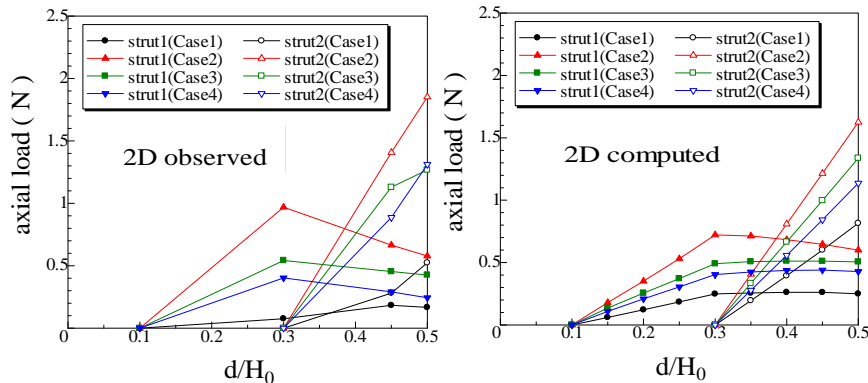 2.5
2
1.5
1
0.5
0
0.1
0.2
0.3
0.4
0.5
axial load ( N )
d/H0
strut1(Case1)
strut1(Case2)
strut1(Case3)
strut1(Case4)
strut2(Case1)
strut2(Case2)
strut2(Case3)
strut2(Case4)
2D observed
2.5
2
1.5
1
0.5
0
0.1
0.2
0.3
0.4
0.5
axial load ( N )
d/H0
strut1(Case1)
strut1(Case2)
strut1(Case3)
strut1(Case4)
strut2(Case1)
strut2(Case2)
strut2(Case3)
strut2(Case4)
2D computed